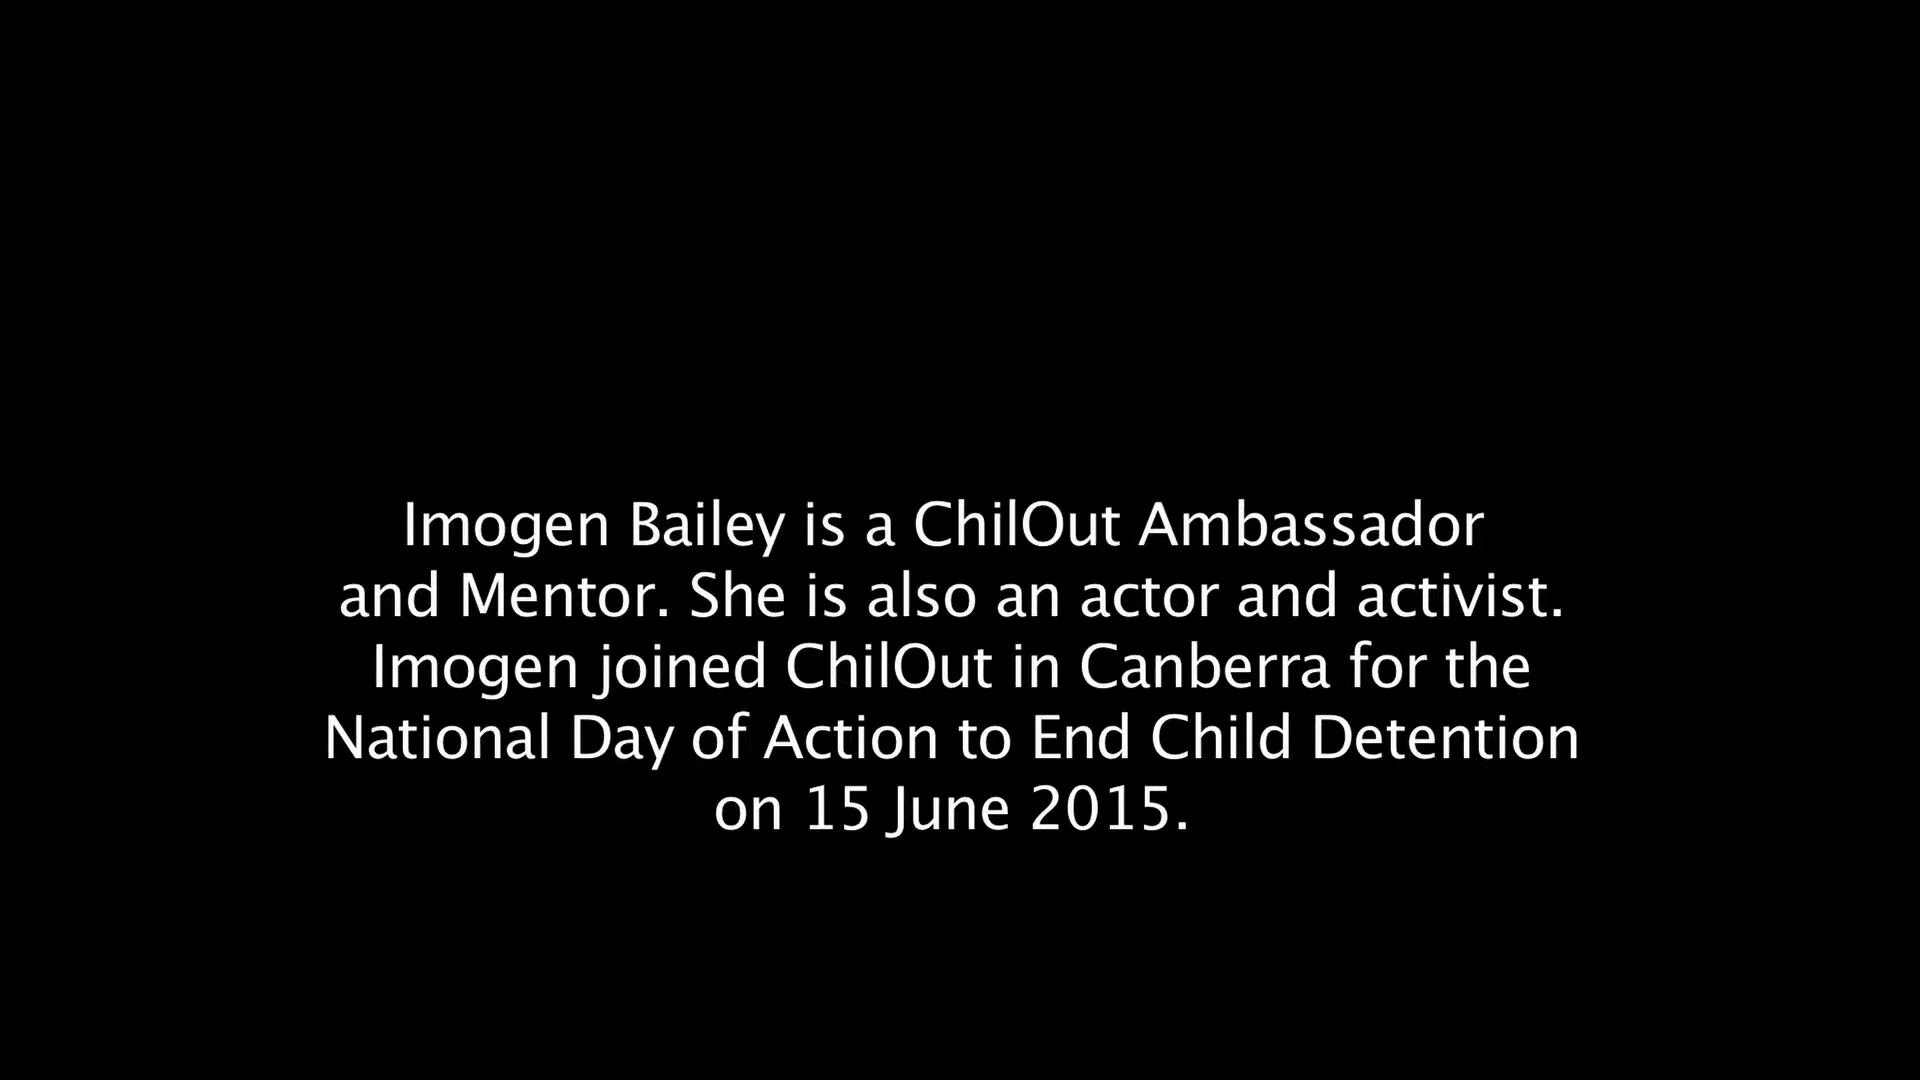 Imogen Bailey is a ChilOut Ambassador
and Mentor. She is also an actor and activist.
Imogen joined ChilOut in Canberra for the
National Day of Action to End Child Detention
on 15 June 2015.